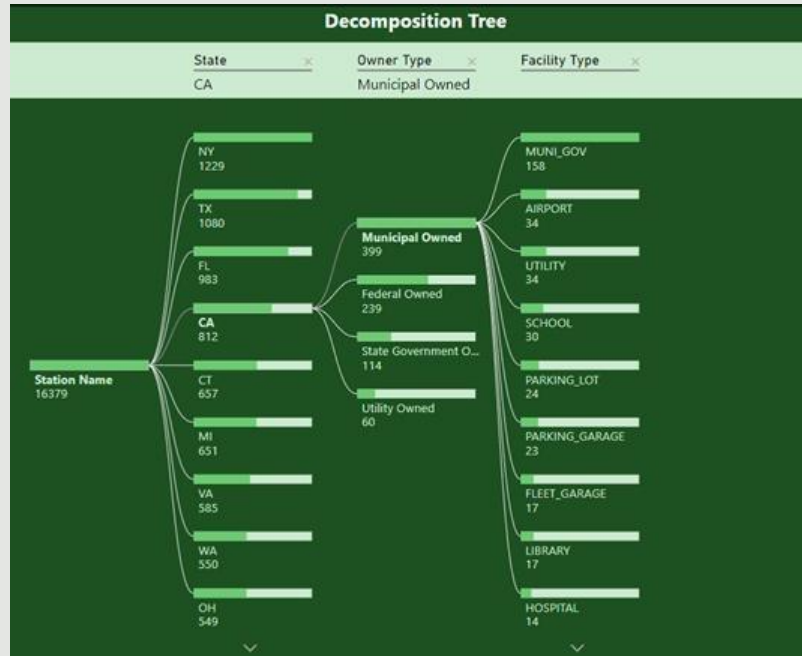 Decomposition Tree
State × Owner Type × Facility Type ×
CA Municipal Owned
NY
1229
TX
1080
FL
983
CA
812
CT
657
MI
651
VA
585
WA
550
OH
549
Station Name
16379
Municipal Owned
399
Federal Owned
239
State Government O...
114
Utility Owned
60
MUNI_GOV
158
AIRPORT
34
UTILITY
34
SCHOOL
30
PARKING_LOT
24
PARKING_GARAGE
23
FLEET_GARAGE
17
LIBRARY
17
HOSPITAL
14